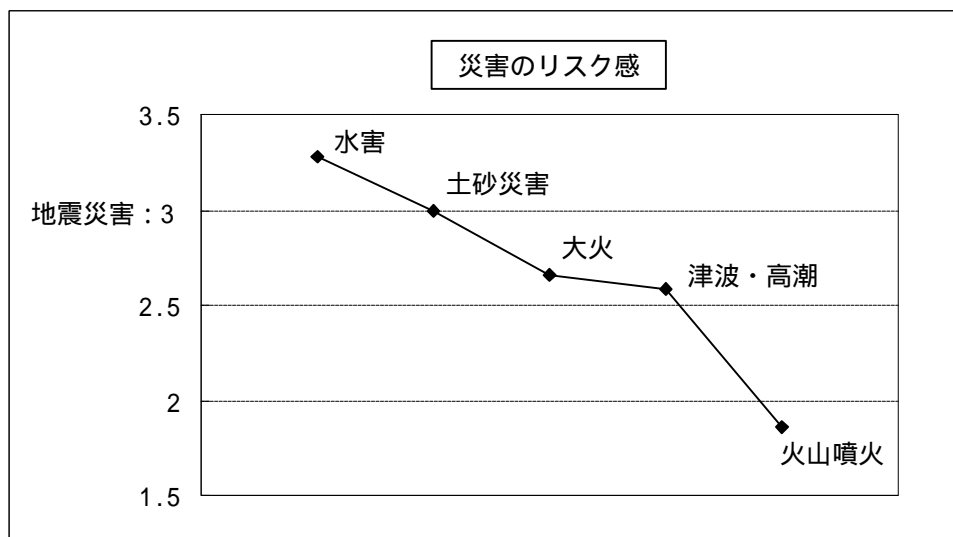 災害のリスク感
3.5
水害
土砂災害
地震災害：3
大火
津波・高潮
2.5
2
火山噴火
1.5